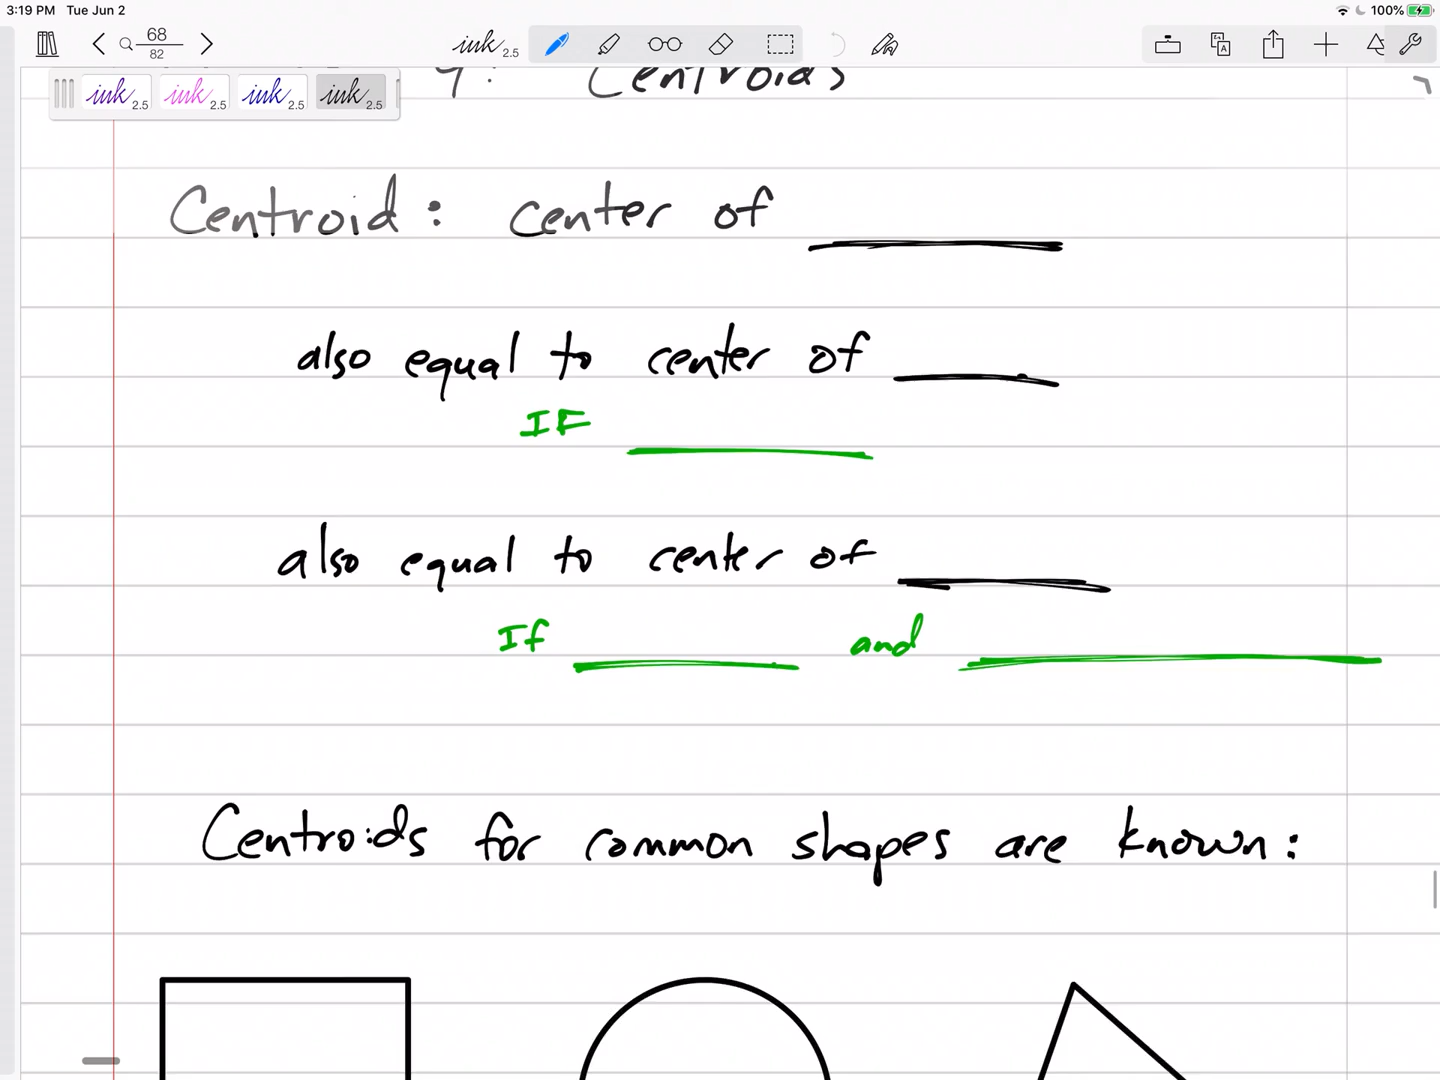 3:19 PM Tue Jun 2
100%
68
82
ink 2.5
ink 2.5 ink 2.5 ink 2.5 ink 2.5
Centroids
Centroid: center of
also equal to center of
IF
also equal to center of
If and
Centroids for common shapes are known: